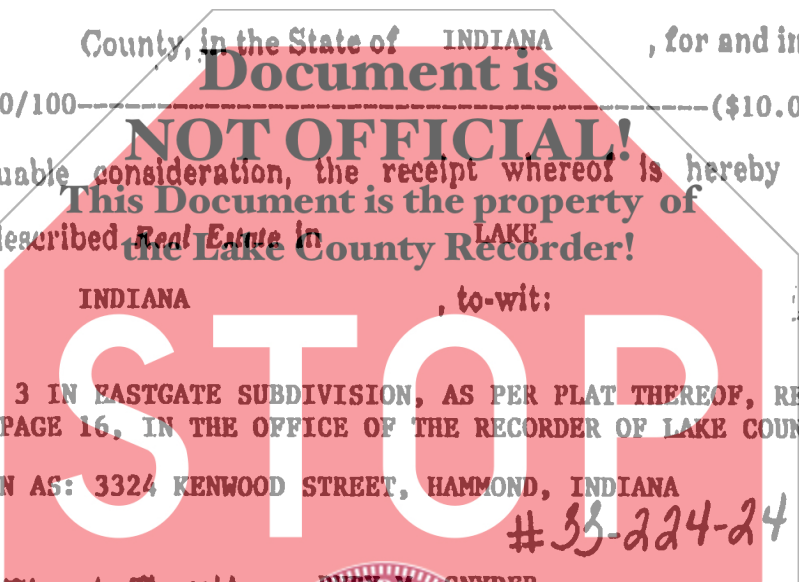 County, in the State of INDIANA , for and in
Document is
0/100----------------------------------------($10.0
NOT OFFICIAL!
uable consideration, the receipt whereof is hereby
This Document is the property of
described Real Estate in LAKE
the Lake County Recorder!
INDIANA , to-wit:
STOP
3 IN EASTGATE SUBDIVISION, AS PER PLAT THEREOF, RE
PAGE 16, IN THE OFFICE OF THE RECORDER OF LAKE COUN
N AS: 3324 KENWOOD STREET, HAMMOND, INDIANA
#33-224-24